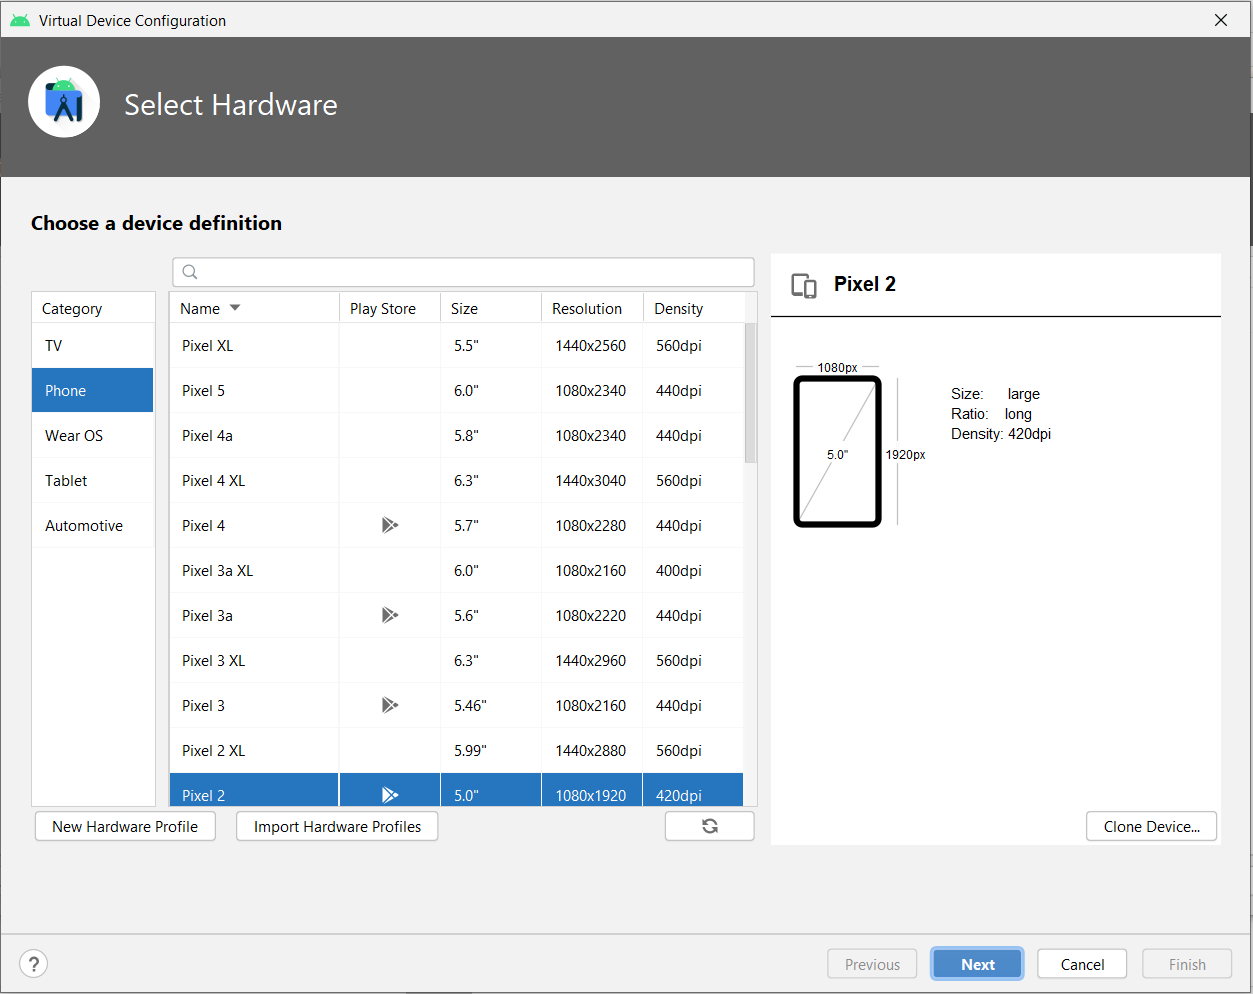 Virtual Device Configuration
Select Hardware
Choose a device definition
Category
TV
Phone
Wear OS
Tablet
Automotive
Name Play Store Size Resolution Density
Pixel XL 5.5" 1440x2560 560dpi
Pixel 5 6.0" 1080x2340 440dpi
Pixel 4a 5.8" 1080x2340 440dpi
Pixel 4 XL 6.3" 1440x3040 560dpi
Pixel 4 5.7" 1080x2280 440dpi
Pixel 3a XL 6.0" 1080x2160 400dpi
Pixel 3a 5.6" 1080x2220 440dpi
Pixel 3 XL 6.3" 1440x2960 560dpi
Pixel 3 5.46" 1080x2160 440dpi
Pixel 2 XL 5.99" 1440x2880 560dpi
Pixel 2 5.0" 1080x1920 420dpi
New Hardware Profile Import Hardware Profiles
Pixel 2
1080px
5.0"
1920px
Size: large
Ratio: long
Density: 420dpi
Clone Device...
? Previous Next Cancel Finish